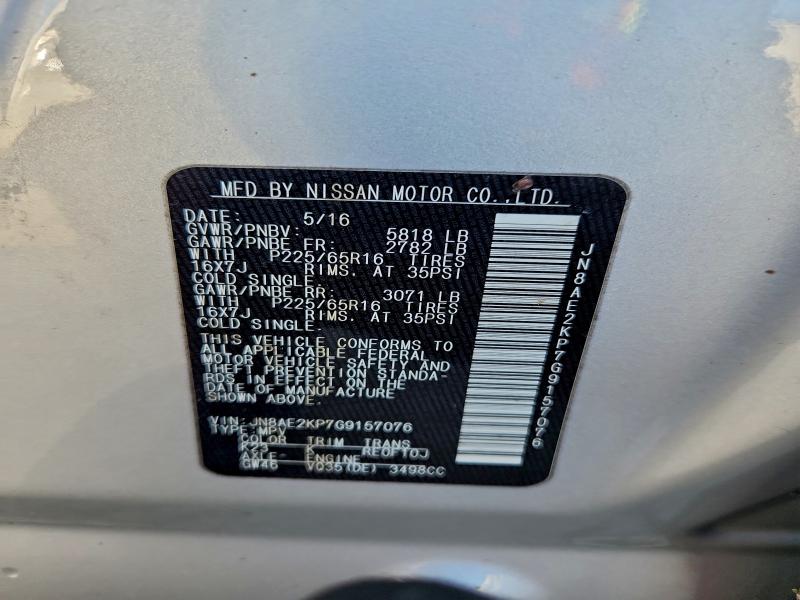 MFD BY NISSAN MOTOR CO.,LTD.
DATE: 5/16
GVWR/PNBV: 5818 LB
GAWR/PNBE FR: 2782 LB
WITH P225/65R16 TIRES
16X7J RIMS. AT 35PSI
COLD SINGLE.
GAWR/PNBE RR: 3071 LB
WITH P225/65R16 TIRES
16X7J RIMS. AT 35PSI
COLD SINGLE.
THIS VEHICLE CONFORMS TO
ALL APPLICABLE FEDERAL
MOTOR VEHICLE SAFETY AND
THEFT PREVENTION STANDA-
RDS IN EFFECT ON THE
DATE OF MANUFACTURE
SHOWN ABOVE.
VIN: JN8AE2KP7G9157076
TYPE: MPV
COLOR TRIM TRANS
K23 K RE0FT0J
AXLE- ENGINE
GW46 VQ35(DE) 3498CC
JN8AE2KP7G9157076